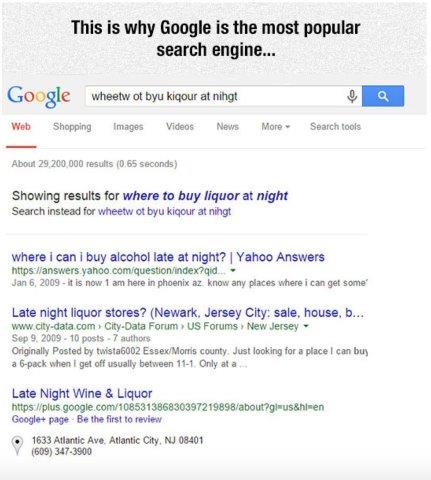 This is why Google is the most popular
search engine...
Google
wheetw ot byu kiqour at nihgt
Web Shopping Images Videos News More Search tools
About 29,200,000 results (0.65 seconds)
Showing results for where to buy liquor at night
Search instead for wheetw ot byu kiqour at nihgt
where i can i buy alcohol late at night? | Yahoo Answers
https://answers.yahoo.com/question/index?qid...
Jan 6, 2009 - it is now 1 am here in phoenix az. know any places where i can get some'
Late night liquor stores? (Newark, Jersey City: sale, house, b...
www.city-data.com › City-Data Forum › US Forums › New Jersey
Sep 9, 2009 - 10 posts - 7 authors
Originally Posted by twista6002 Essex/Morris county. Just looking for a place I can buy
a 6-pack when I get off usually between 11-1. Only at a ...
Late Night Wine & Liquor
https://plus.google.com/108531386830397219898/about?gl=us&hl=en
Google+ page · Be the first to review
1633 Atlantic Ave, Atlantic City, NJ 08401
(609) 347-3900